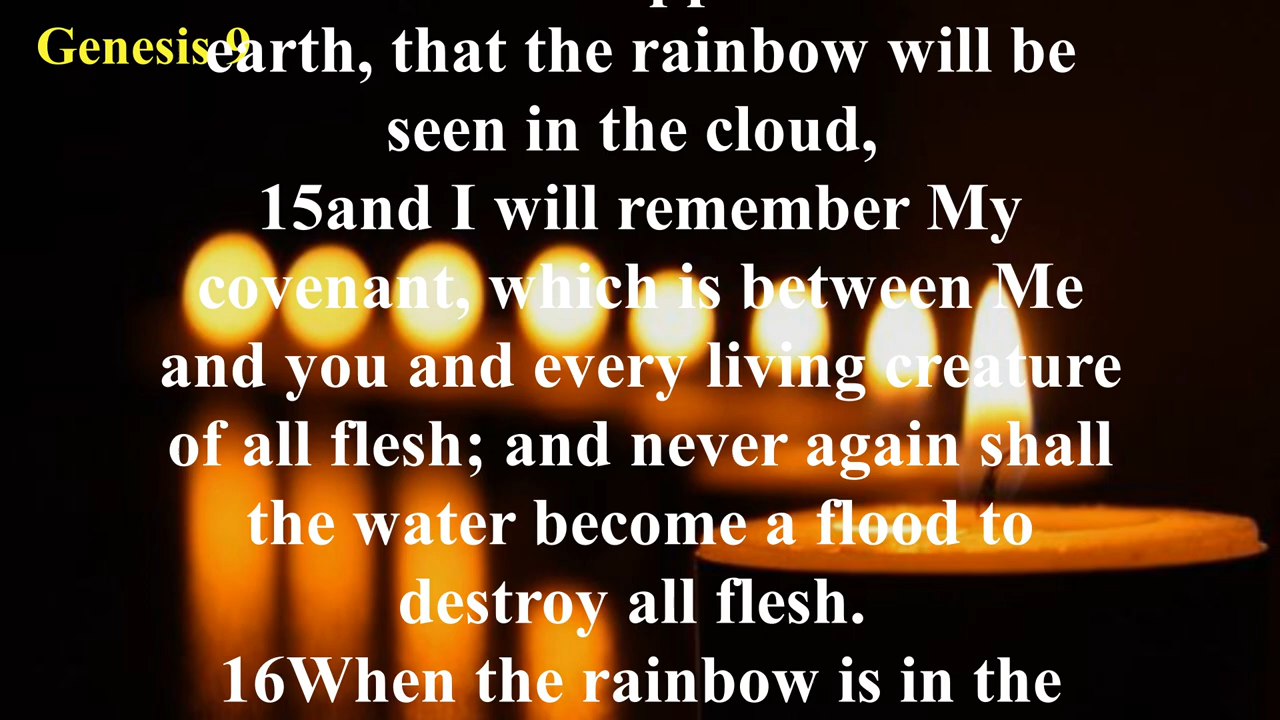 Genesis 9
earth, that the rainbow will be
seen in the cloud,
15and I will remember My
covenant, which is between Me
and you and every living creature
of all flesh; and never again shall
the water become a flood to
destroy all flesh.
16When the rainbow is in the